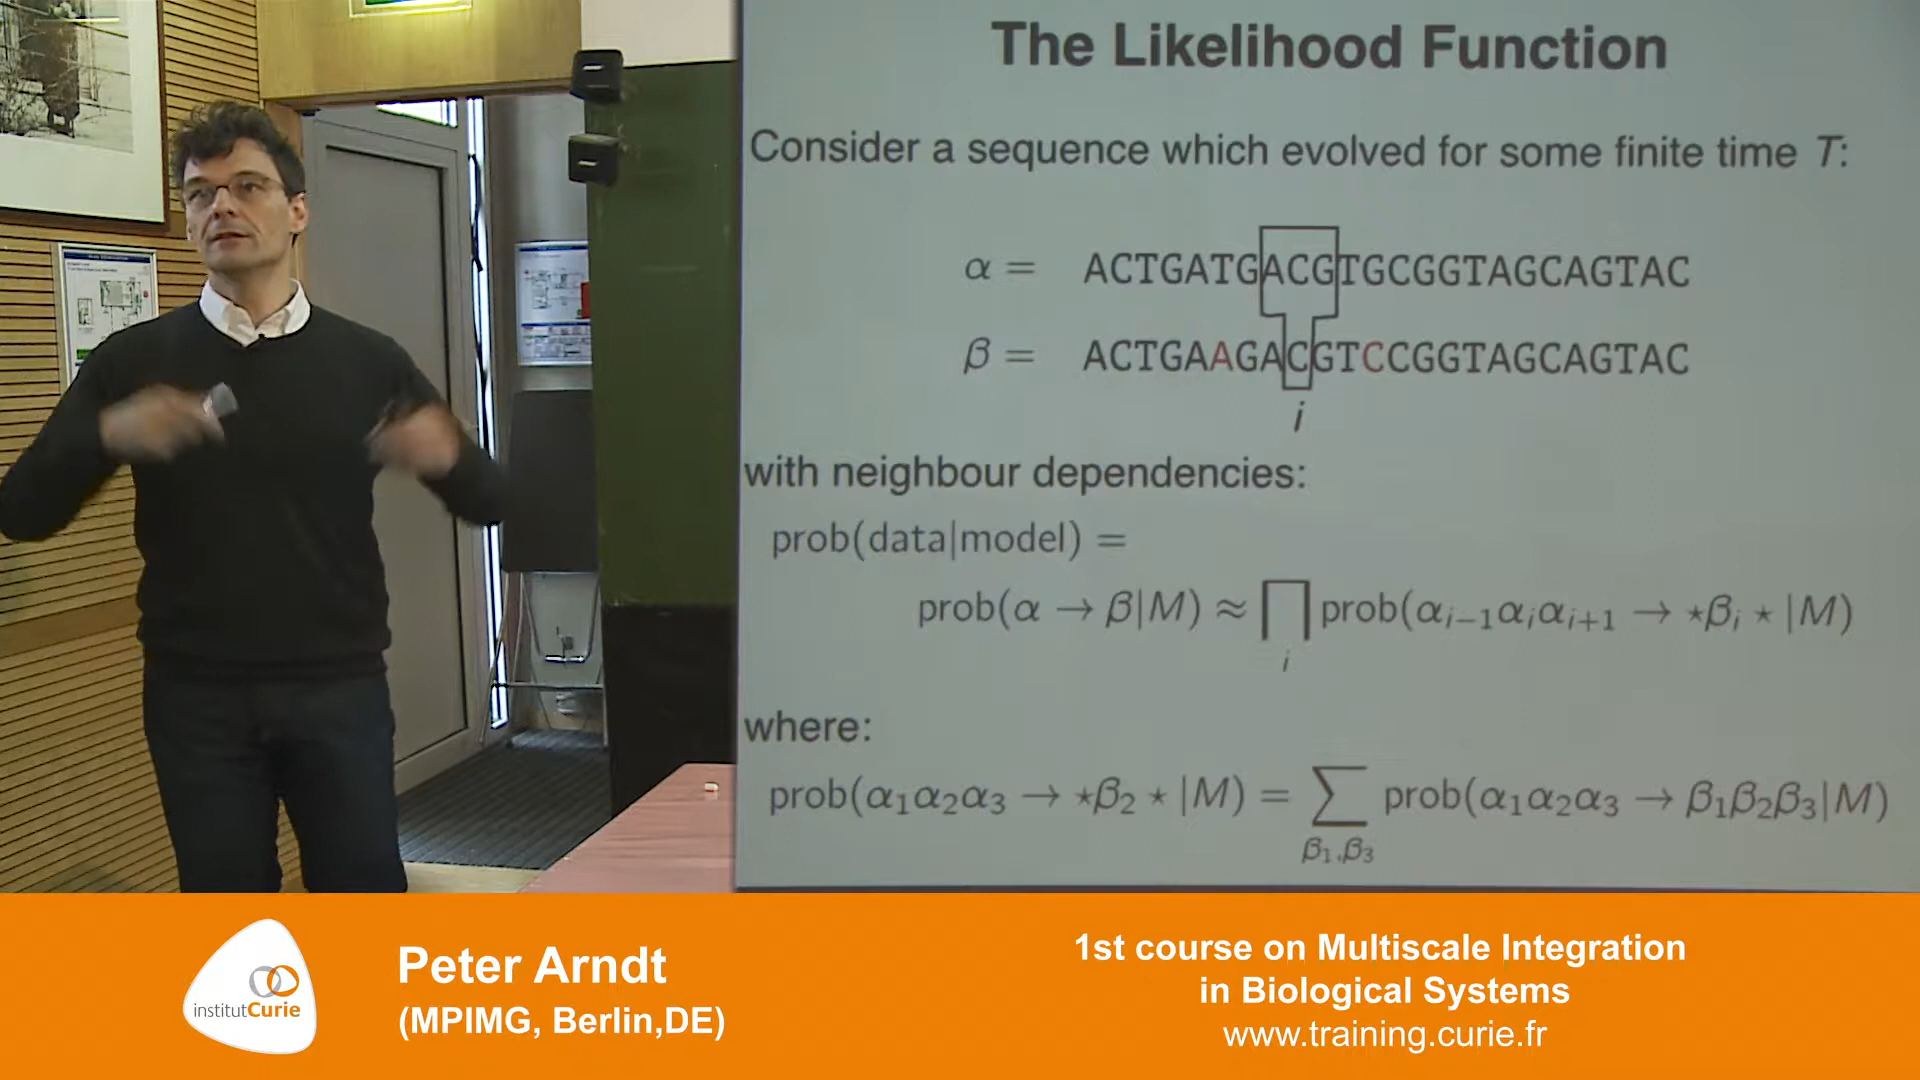 The Likelihood Function
Consider a sequence which evolved for some finite time T:
α = ACTGATGACGTGCGGTAGCAGTAC
β = ACTGAAGACGTCCGGTAGCAGTAC
i
with neighbour dependencies:
prob(data|model) =
prob(α → β|M) ≈ ∏ prob(αi−1αiαi+1 → ⋆βi ⋆ |M)
i
where:
prob(α1α2α3 → ⋆β2 ⋆ |M) = ∑ prob(α1α2α3 → β1β2β3|M)
β1,β3
institutCurie
Peter Arndt
(MPIMG, Berlin,DE)
1st course on Multiscale Integration
in Biological Systems
www.training.curie.fr